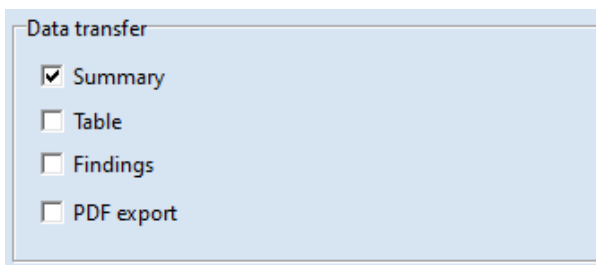 Data transfer
Summary
Table
Findings
PDF export